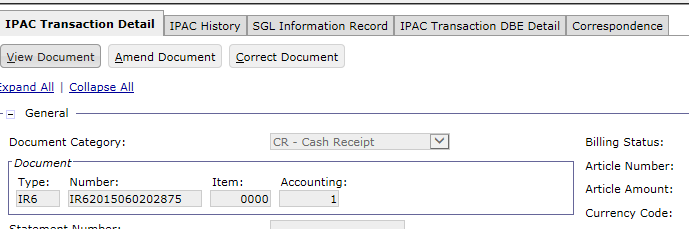 IPAC Transaction Detail IPAC History SGL Information Record IPAC Transaction DBE Detail Correspondence
View Document Amend Document Correct Document
Expand All | Collapse All
General
Document Category: CR - Cash Receipt Billing Status:
Document Article Number:
Type: Number: Item: Accounting:
Article Amount:
IR6 IR62015060202875 0000 1
Currency Code:
Statement Number: